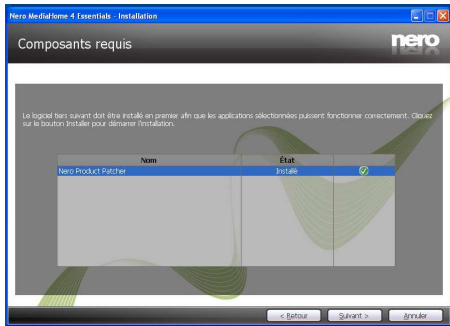 Nero MediaHome 4 Essentials - Installation
Composants requis
nero
Le logiciel tiers suivant doit être installé en premier afin que les applications sélectionnées puissent fonctionner correctement. Cliquez
sur le bouton Installer pour démarrer l'installation.
Nom État
Nero Product Patcher Installé
< Retour Suivant > Annuler